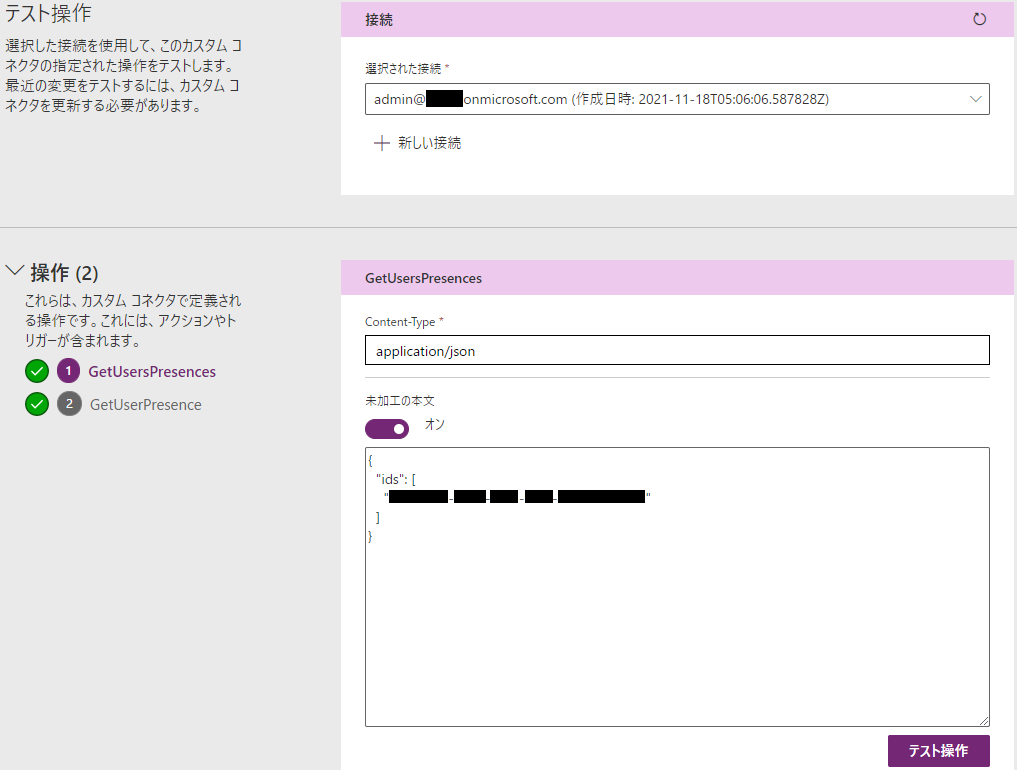 テスト操作
選択した接続を使用して、このカスタム コ
ネクタの指定された操作をテストします。
最近の変更をテストするには、カスタム コ
ネクタを更新する必要があります。
接続
選択された接続 *
admin@ onmicrosoft.com (作成日時: 2021-11-18T05:06:06.587828Z)
新しい接続
操作 (2)
これらは、カスタム コネクタで定義され
る操作です。これには、アクションやト
リガーが含まれます。
1 GetUsersPresences
2 GetUserPresence
GetUsersPresences
Content-Type *
application/json
未加工の本文
オン
{
"ids": [
" - - - - "
]
}
テスト操作